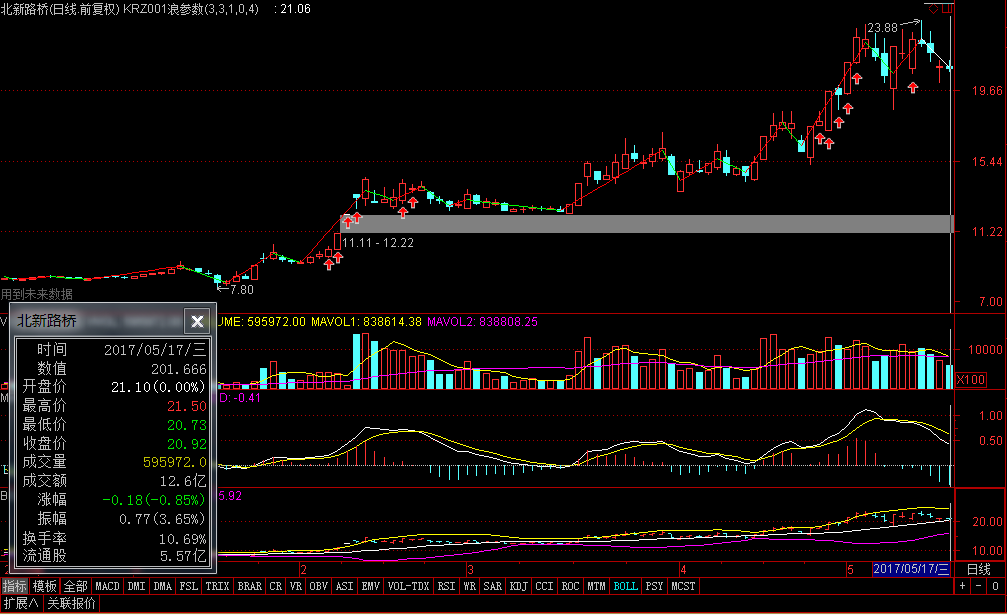 北新路桥(日线.前复权) KRZ001浪参数(3,3,1,0,4) : 21.06
23.88
19.66
15.44
11.22
11.11 - 12.22
7.80
7.00
用到未来数据
北新路桥 X
UME: 595972.00 MAVOL1: 838614.38 MAVOL2: 838808.25
时间 2017/05/17/三
数值 201.666
开盘价 21.10(0.00%)
最高价 21.50
最低价 20.73
收盘价 20.92
成交量 595972.0
成交额 12.6亿
涨幅 -0.18(-0.85%)
振幅 0.77(3.65%)
换手率 10.69%
流通股 5.57亿
10000
X100
D: -0.41
1.00
0.50
5.92
20.00
10.00
2 3 4 5 2017/05/17/三 日线
指标 模板 全部 MACD DMI DMA FSL TRIX BRAR CR VR OBV ASI EMV VOL-TDX RSI WR SAR KDJ CCI ROC MTM BOLL PSY MCST + - 0
扩展∧ 关联报价